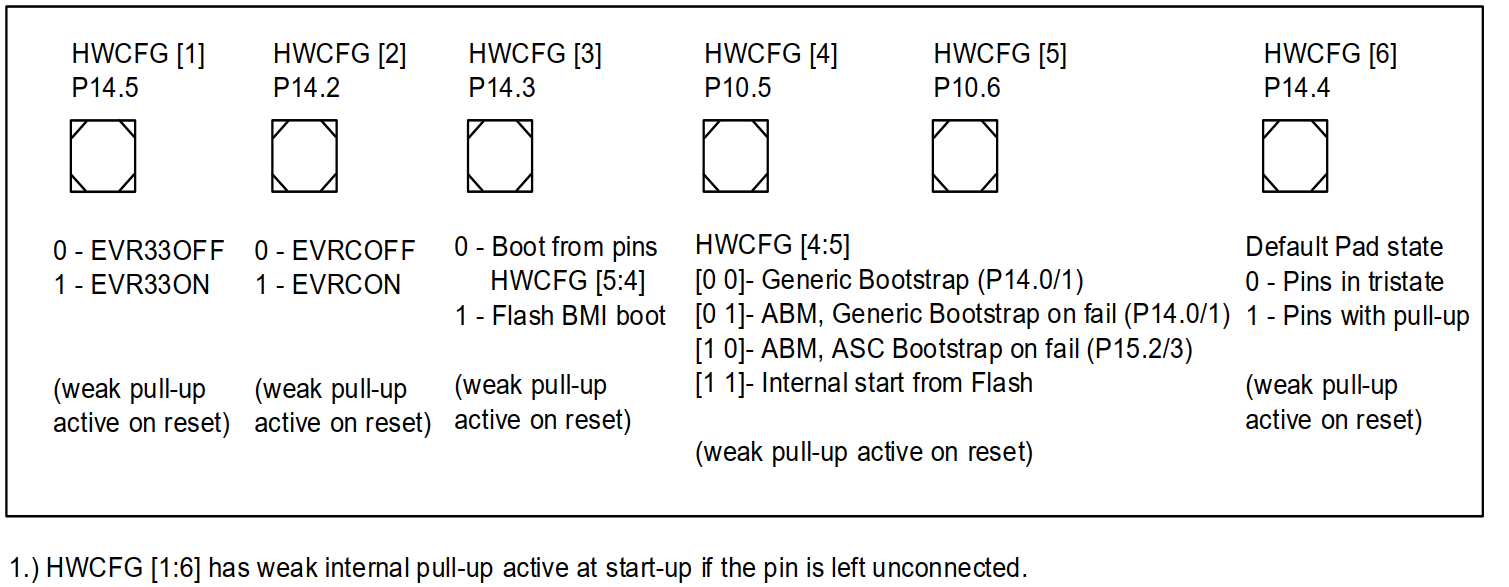 HWCFG [1]
P14.5
0 - EVR33OFF
1 - EVR33ON
(weak pull-up
active on reset)
HWCFG [2]
P14.2
0 - EVRCOFF
1 - EVRCON
(weak pull-up
active on reset)
HWCFG [3]
P14.3
0 - Boot from pins
HWCFG [5:4]
1 - Flash BMI boot
(weak pull-up
active on reset)
HWCFG [4]
P10.5
HWCFG [5]
P10.6
HWCFG [4:5]
[0 0]- Generic Bootstrap (P14.0/1)
[0 1]- ABM, Generic Bootstrap on fail (P14.0/1)
[1 0]- ABM, ASC Bootstrap on fail (P15.2/3)
[1 1]- Internal start from Flash
(weak pull-up active on reset)
HWCFG [6]
P14.4
Default Pad state
0 - Pins in tristate
1 - Pins with pull-up
(weak pull-up
active on reset)
1.) HWCFG [1:6] has weak internal pull-up active at start-up if the pin is left unconnected.